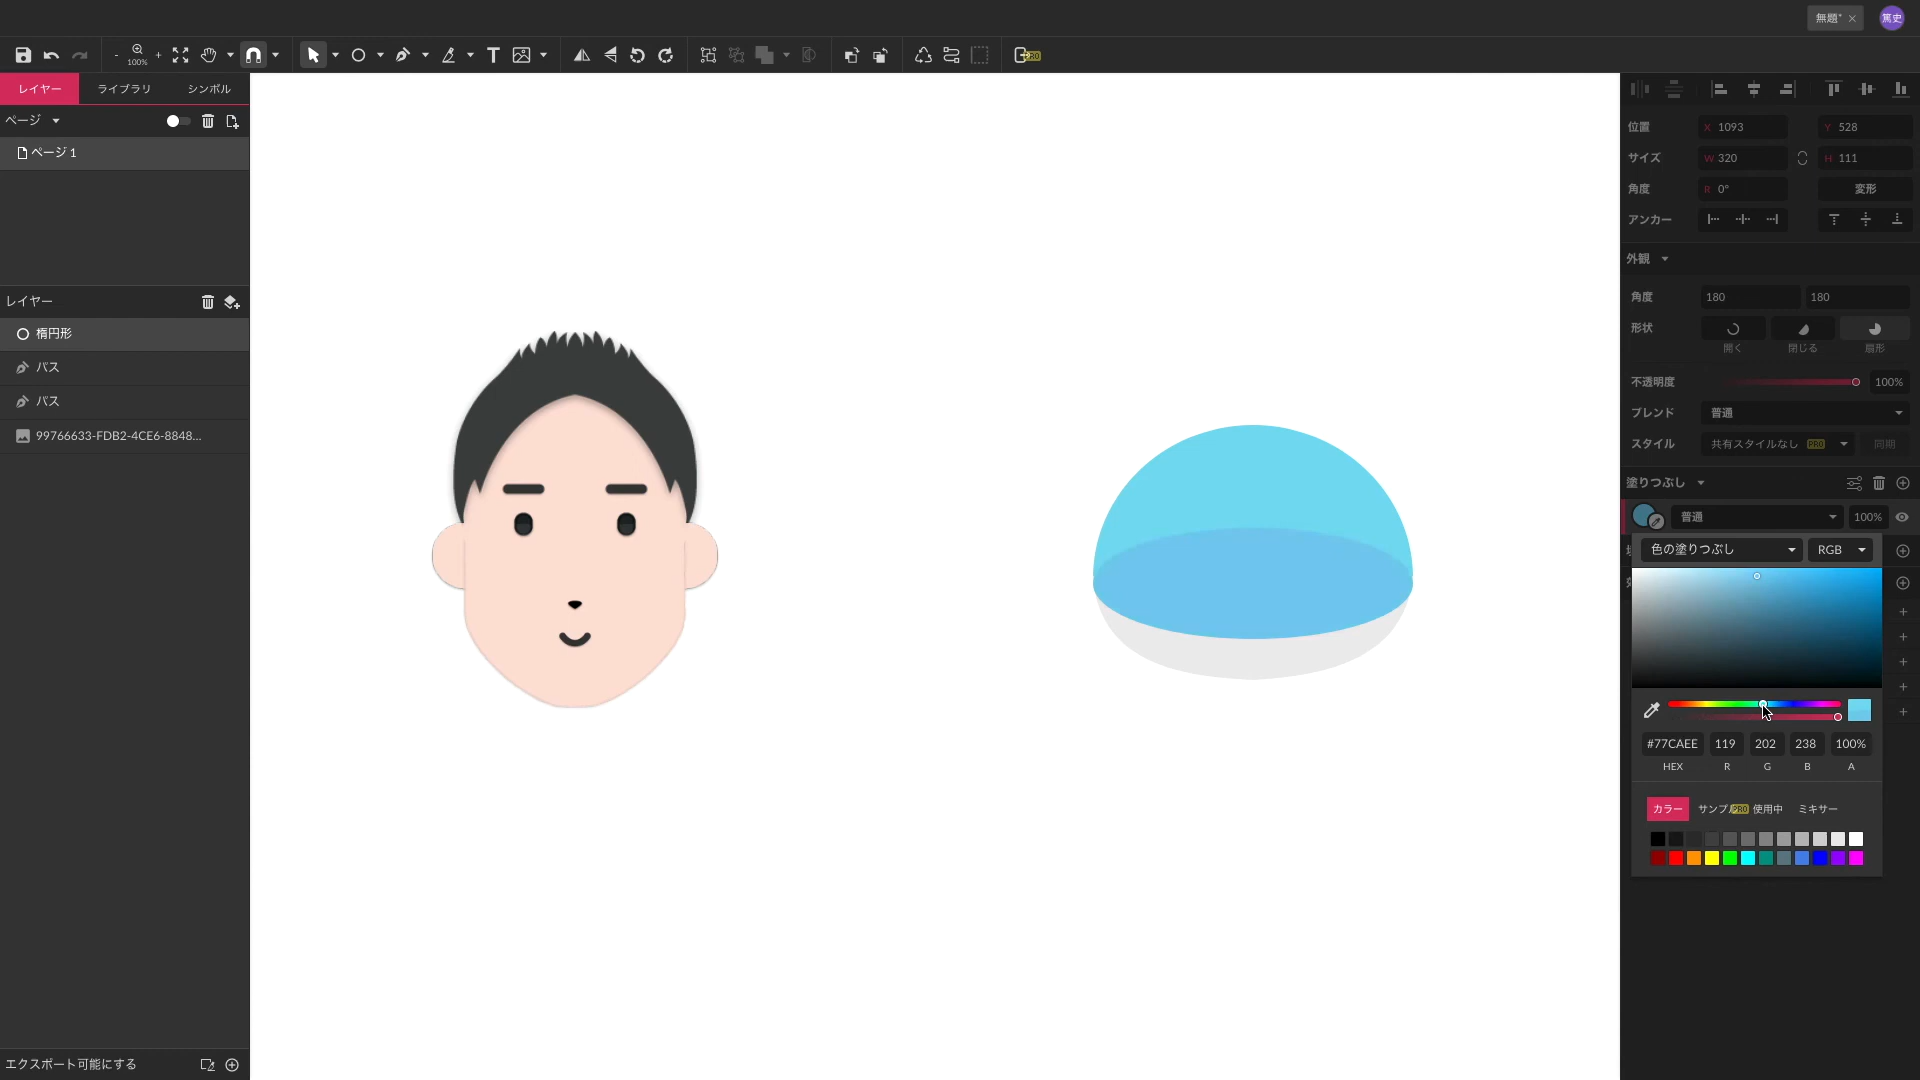 無題* ×
篤史
- + 100%
PRO
レイヤー ライブラリ シンボル
ページ
ページ 1
レイヤー
楕円形
パス
パス
99766633-FDB2-4CE6-8848...
エクスポート可能にする
位置 X 1093 Y 528
サイズ W 320 H 111
角度 R 0° 変形
アンカー
外観
角度 180 180
形状
開く 閉じる 扇形
不透明度 100%
ブレンド 普通
スタイル 共有スタイルなし PRO 同期
塗りつぶし
普通 100%
色の塗りつぶし RGB
#77CAEE 119 202 238 100%
HEX R G B A
カラー サンプル PRO 使用中 ミキサー